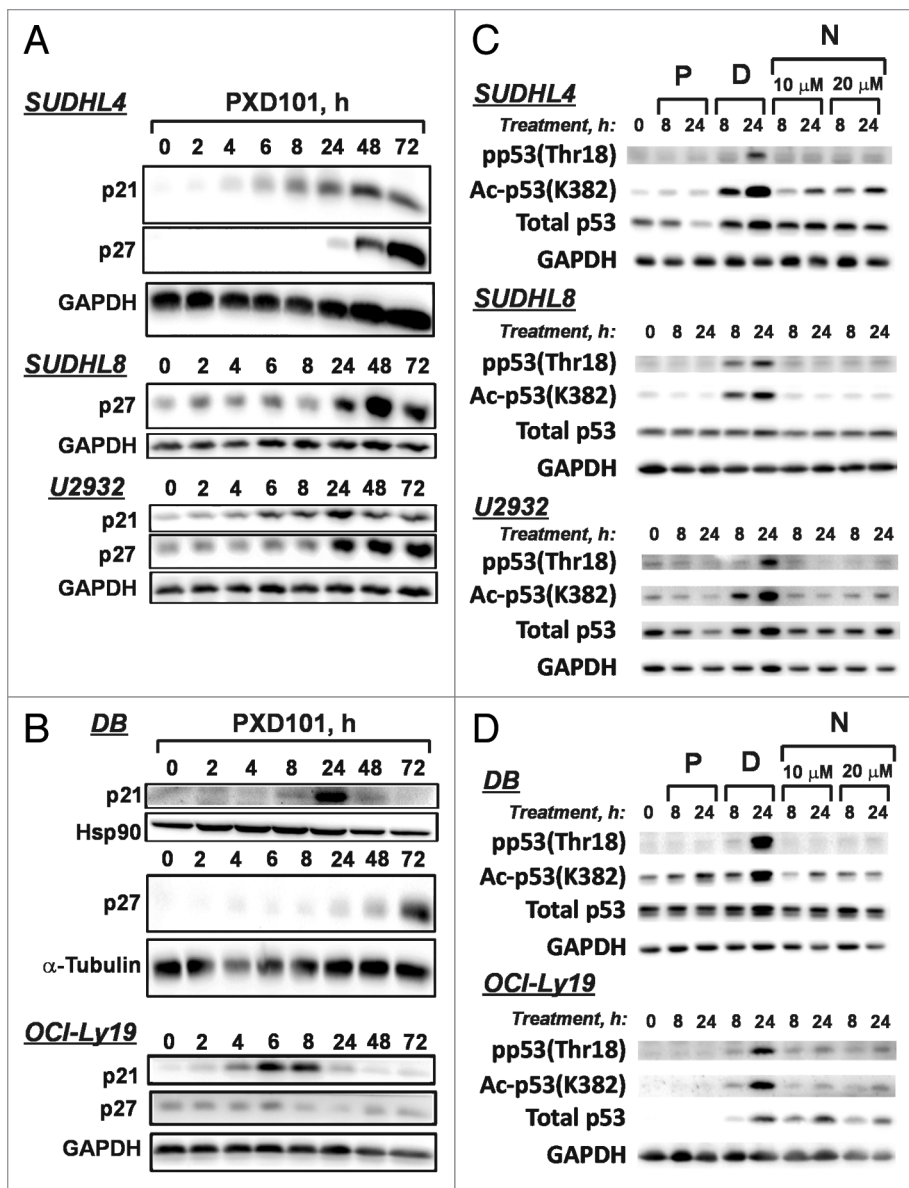 A
SUDHL4
PXD101, h
0 2 4 6 8 24 48 72
p21
p27
GAPDH
SUDHL8
0 2 4 6 8 24 48 72
p27
GAPDH
U2932
0 2 4 6 8 24 48 72
p21
p27
GAPDH
B
DB
PXD101, h
0 2 4 8 24 48 72
p21
Hsp90
0 2 4 6 8 24 48 72
p27
α-Tubulin
OCI-Ly19
0 2 4 6 8 24 48 72
p21
p27
GAPDH
C
N
P D 10 μM 20 μM
SUDHL4
Treatment, h: 0 8 24 8 24 8 24 8 24
pp53(Thr18)
Ac-p53(K382)
Total p53
GAPDH
SUDHL8
Treatment, h: 0 8 24 8 24 8 24 8 24
pp53(Thr18)
Ac-p53(K382)
Total p53
GAPDH
U2932
Treatment, h: 0 8 24 8 24 8 24 8 24
pp53(Thr18)
Ac-p53(K382)
Total p53
GAPDH
D
N
P D 10 μM 20 μM
DB
Treatment, h: 0 8 24 8 24 8 24 8 24
pp53(Thr18)
Ac-p53(K382)
Total p53
GAPDH
OCI-Ly19
Treatment, h: 0 8 24 8 24 8 24 8 24
pp53(Thr18)
Ac-p53(K382)
Total p53
GAPDH